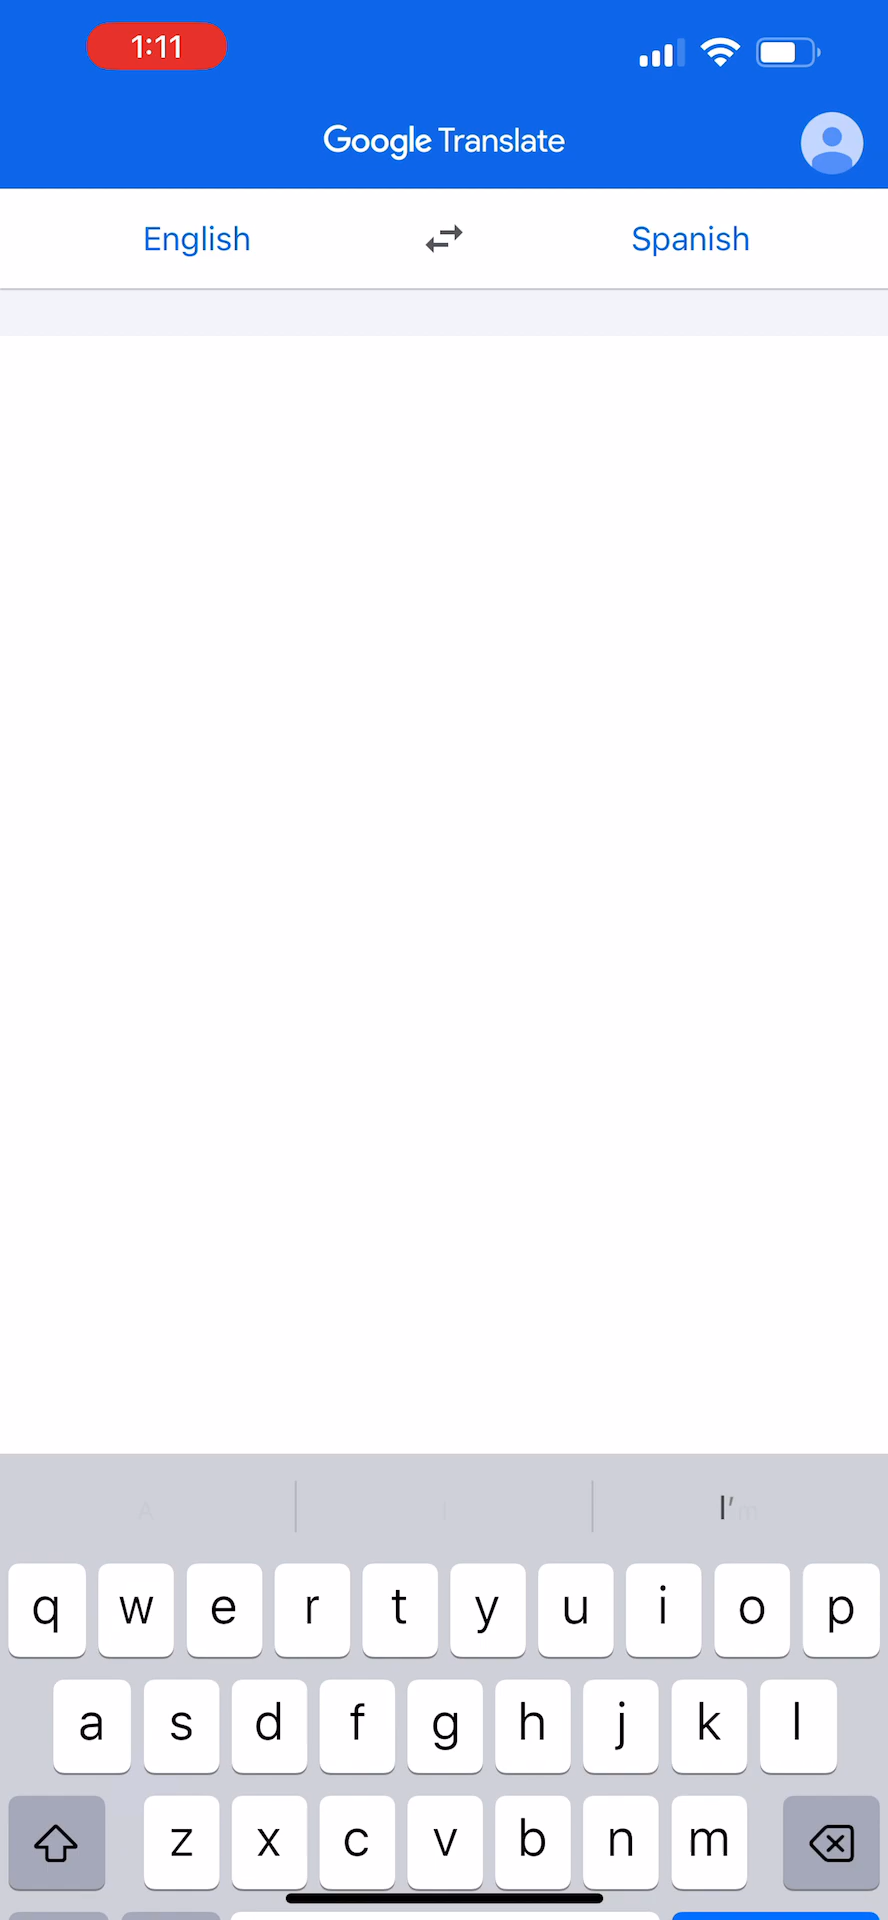 1:11
Google Translate
English Spanish
A I I'm
q w e r t y u i o p
a s d f g h j k l
z x c v b n m